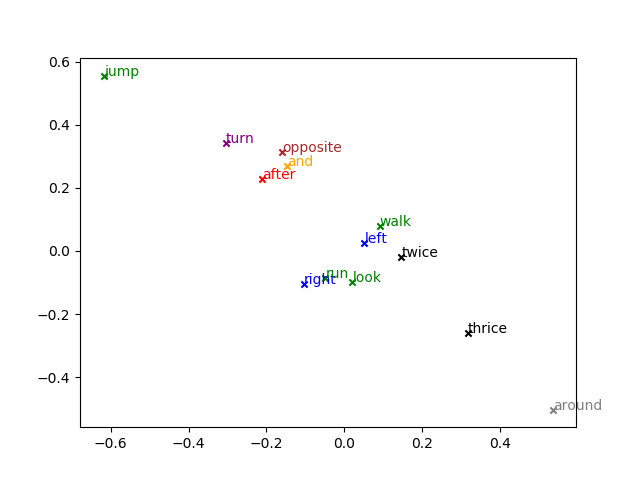 0.6
jump
turn
opposite
0.4
and
after
0.2
walk
left
twice
0.0
run
look
right
−0.2
thrice
−0.4
around
−0.6
−0.4
−0.2
0.0
0.2
0.4